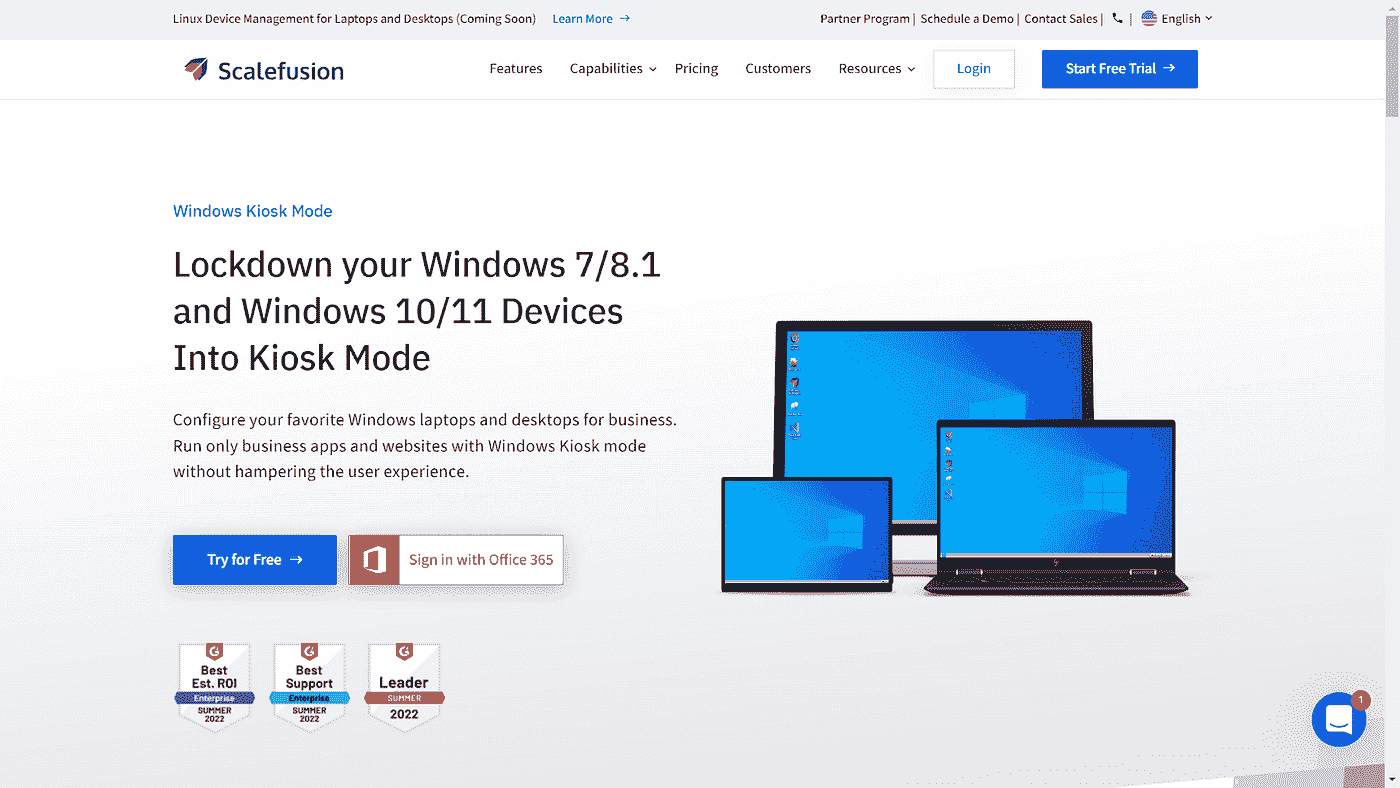 Linux Device Management for Laptops and Desktops (Coming Soon) Learn More → Partner Program | Schedule a Demo | Contact Sales | | English
Scalefusion Features Capabilities Pricing Customers Resources Login Start Free Trial →
Windows Kiosk Mode
Lockdown your Windows 7/8.1
and Windows 10/11 Devices
Into Kiosk Mode
Configure your favorite Windows laptops and desktops for business.
Run only business apps and websites with Windows Kiosk mode
without hampering the user experience.
Try for Free → Sign in with Office 365
Best
Est. ROI
Enterprise
SUMMER
2022
Best
Support
Enterprise
SUMMER
2022
Leader
SUMMER
2022
1